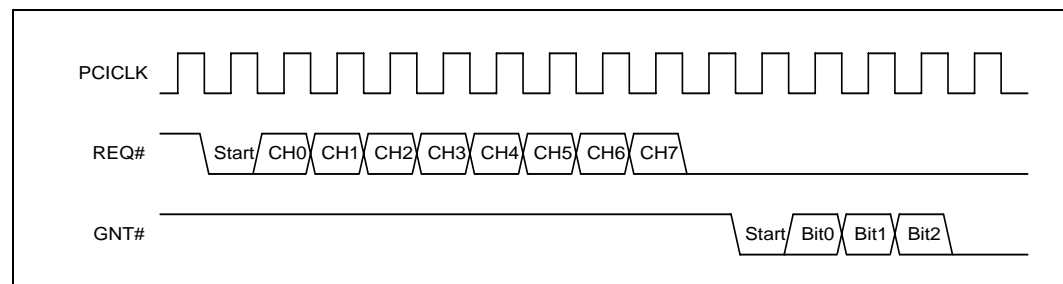 PCICLK
REQ# Start CH0 CH1 CH2 CH3 CH4 CH5 CH6 CH7
GNT# Start Bit0 Bit1 Bit2